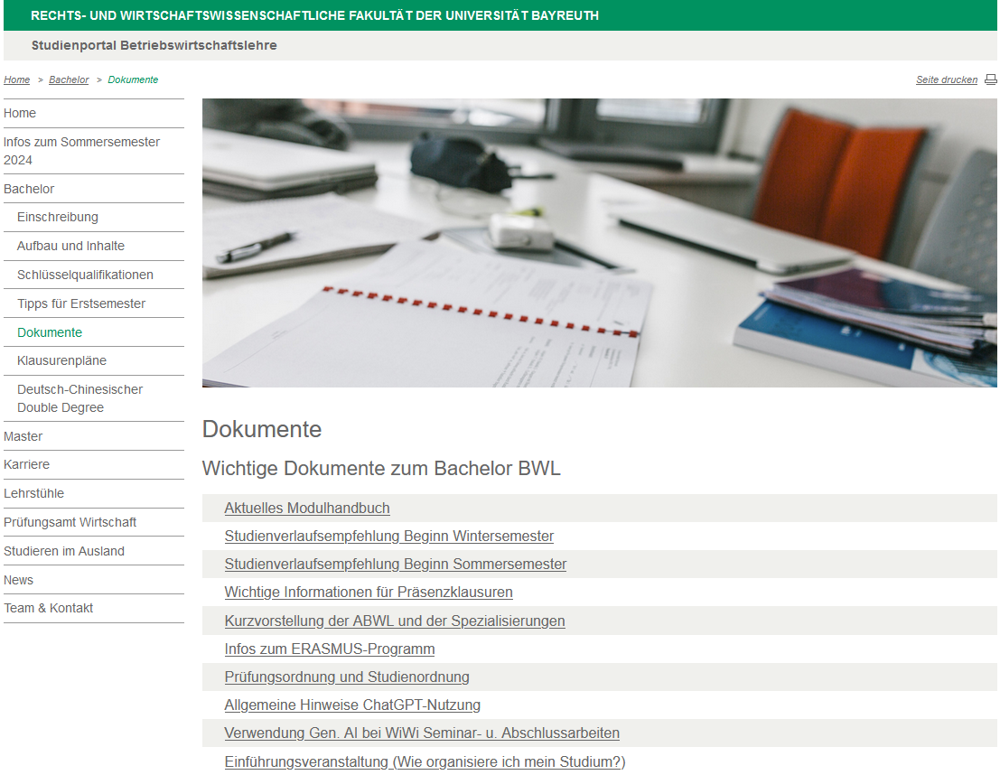 RECHTS- UND WIRTSCHAFTSWISSENSCHAFTLICHE FAKULTÄT DER UNIVERSITÄT BAYREUTH
Studienportal Betriebswirtschaftslehre
Home > Bachelor > Dokumente
Seite drucken
Home
Infos zum Sommersemester
2024
Bachelor
Einschreibung
Aufbau und Inhalte
Schlüsselqualifikationen
Tipps für Erstsemester
Dokumente
Klausurenpläne
Deutsch-Chinesischer
Double Degree
Master
Karriere
Lehrstühle
Prüfungsamt Wirtschaft
Studieren im Ausland
News
Team & Kontakt
Dokumente
Wichtige Dokumente zum Bachelor BWL
Aktuelles Modulhandbuch
Studienverlaufsempfehlung Beginn Wintersemester
Studienverlaufsempfehlung Beginn Sommersemester
Wichtige Informationen für Präsenzklausuren
Kurzvorstellung der ABWL und der Spezialisierungen
Infos zum ERASMUS-Programm
Prüfungsordnung und Studienordnung
Allgemeine Hinweise ChatGPT-Nutzung
Verwendung Gen. AI bei WiWi Seminar- u. Abschlussarbeiten
Einführungsveranstaltung (Wie organisiere ich mein Studium?)